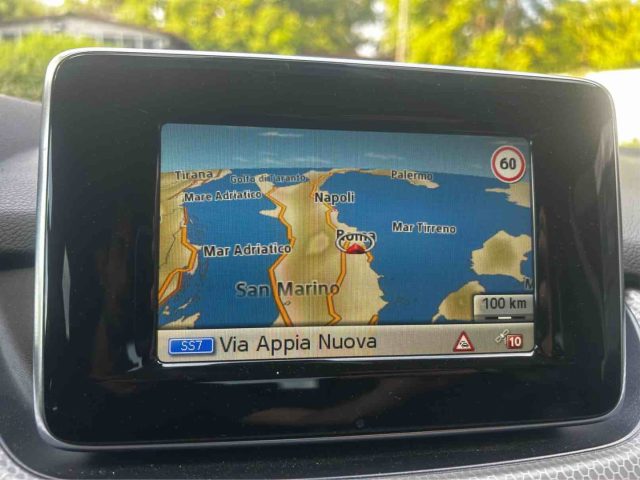 60
Tirana
Golfo di Taranto
Palermo
Mare Adriatico
Napoli
Mar Adriatico
Roma
Mar Tirreno
San Marino
M
100 km
SS7 Via Appia Nuova
10